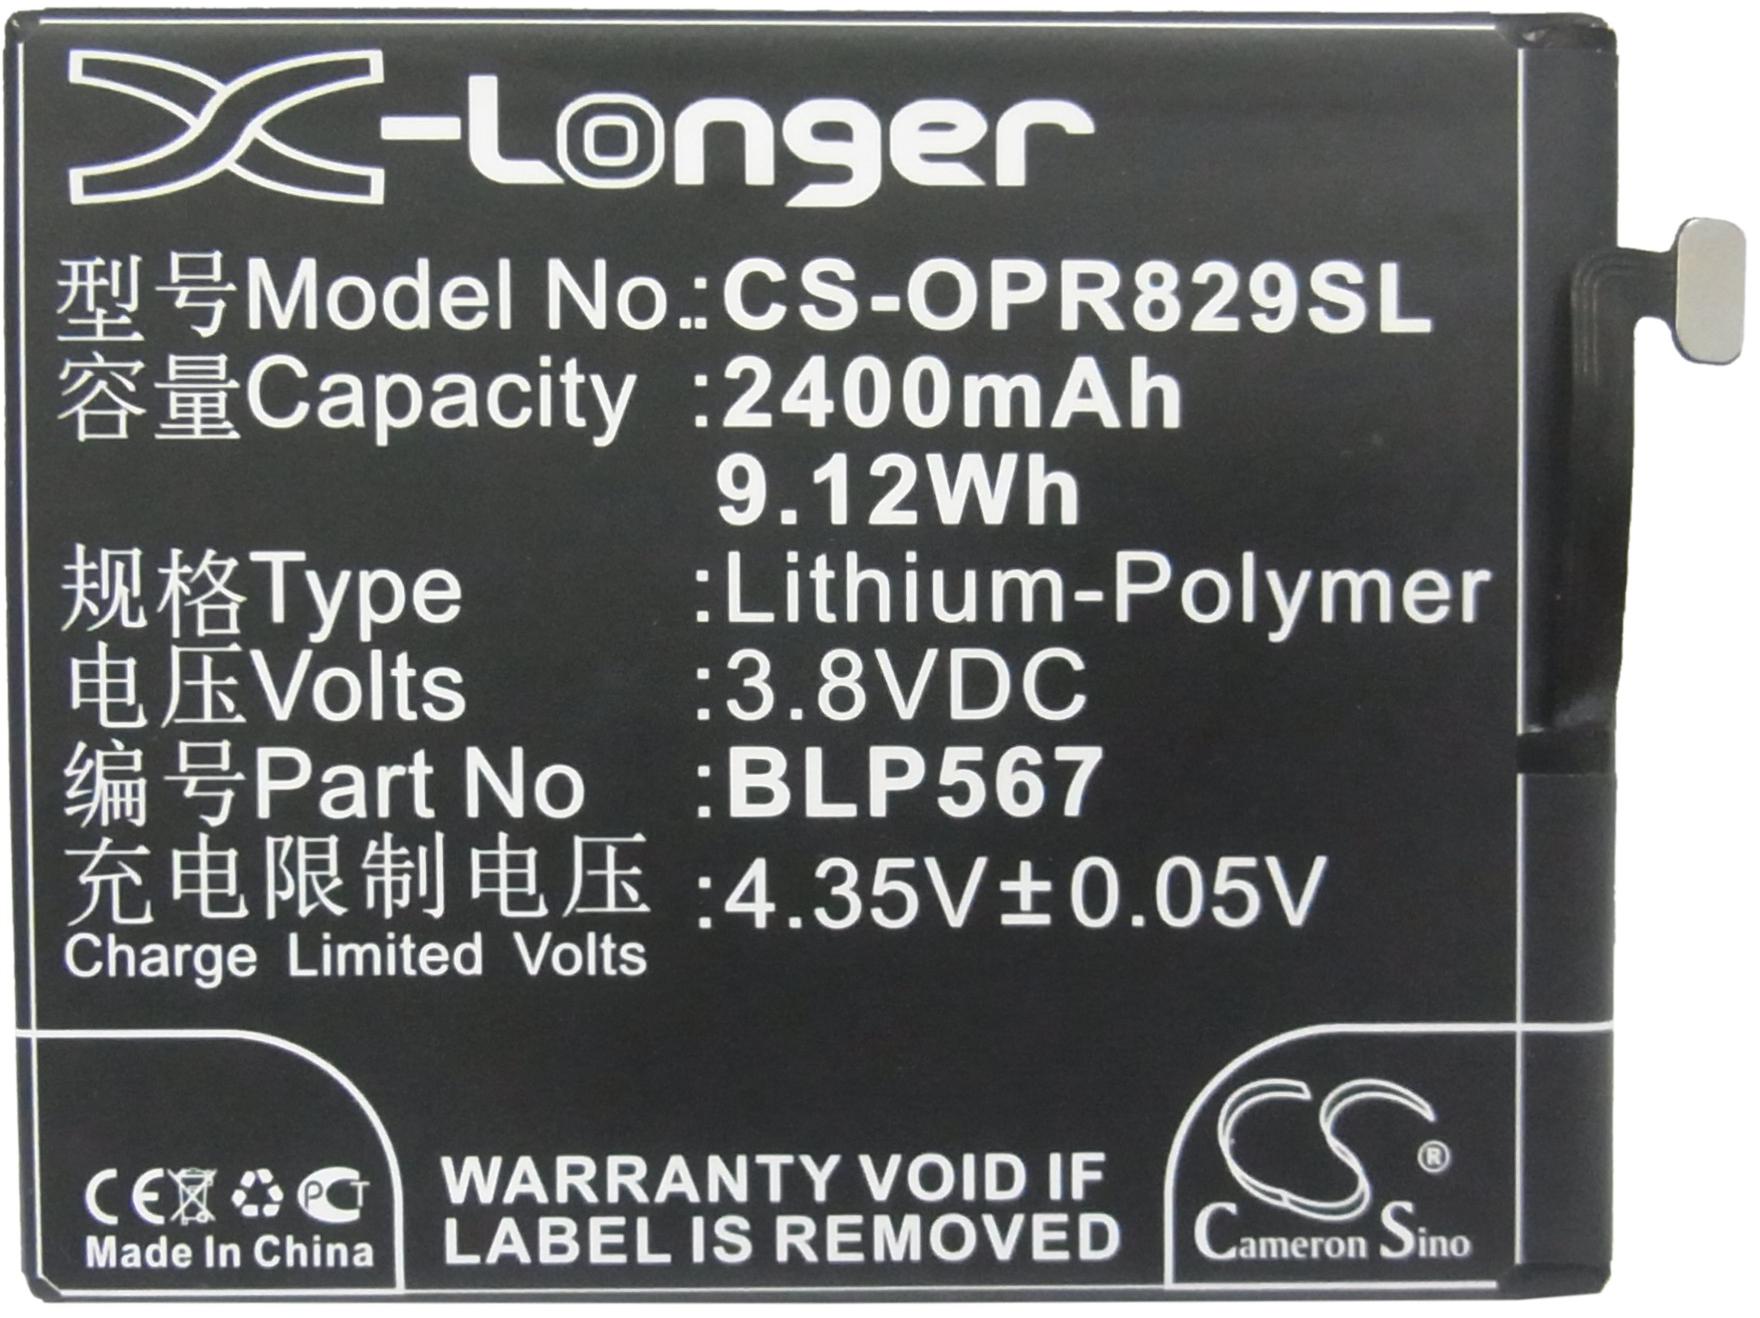 X-Longer
型号Model No.:CS-OPR829SL
容量Capacity :2400mAh
9.12Wh
规格Type :Lithium-Polymer
电压Volts :3.8VDC
编号Part No :BLP567
充电限制电压 :4.35V±0.05V
Charge Limited Volts
CE PCT
Made In China
WARRANTY VOID IF
LABEL IS REMOVED
CS®
Cameron Sino